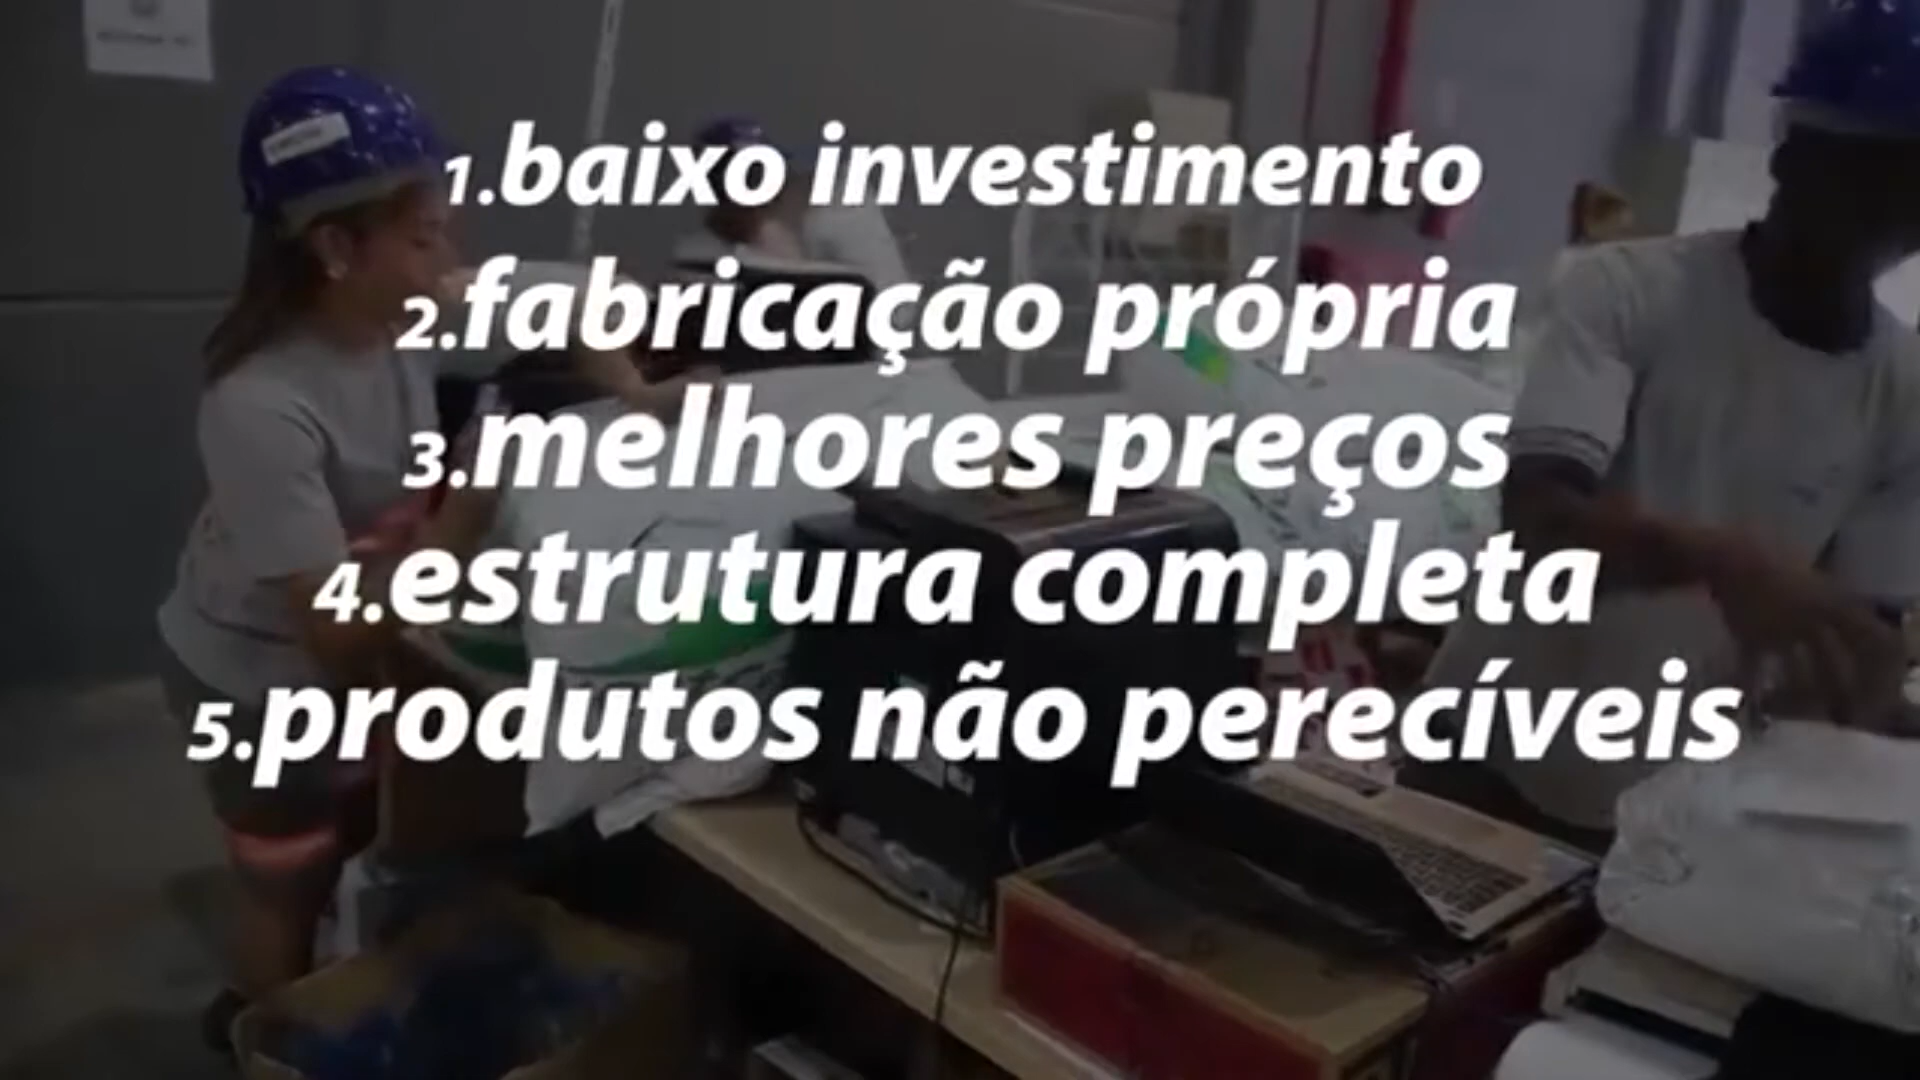 1.baixo investimento
2.fabricação própria
3.melhores preços
4.estrutura completa
5.produtos não perecíveis